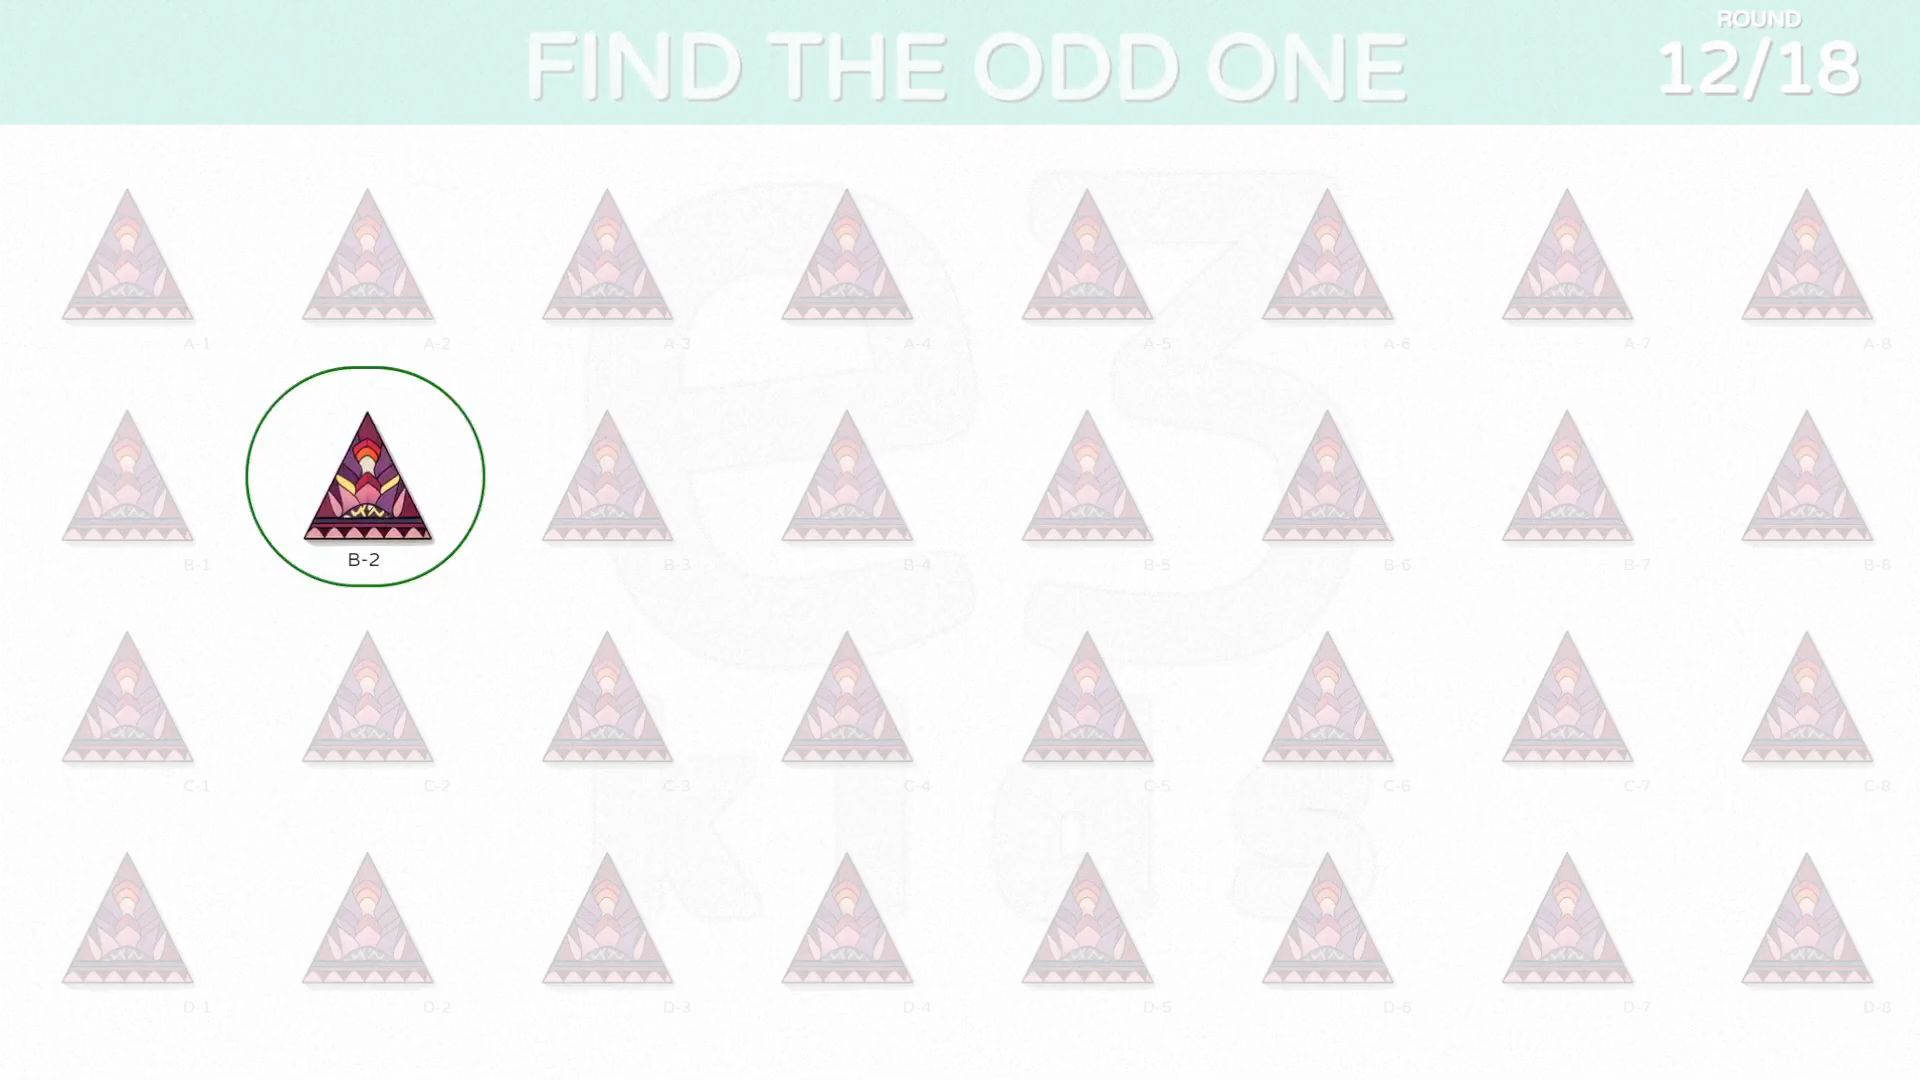 FIND THE ODD ONE
ROUND
12/18
A-1 A-2 A-3 A-4 A-5 A-6 A-7 A-8
B-1 B-2 B-3 B-4 B-5 B-6 B-7 B-8
C-1 C-2 C-3 C-4 C-5 C-6 C-7 C-8
D-1 D-2 D-3 D-4 D-5 D-6 D-7 D-8
e3
kids